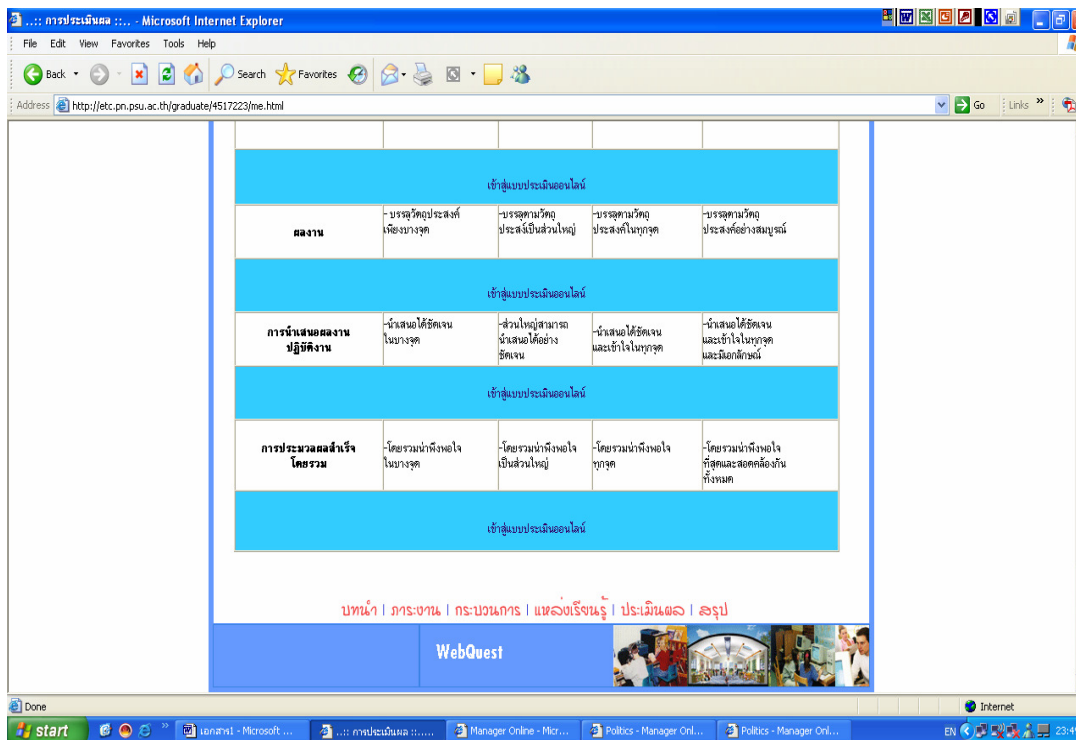 ..:: การประเมินผล ::.. - Microsoft Internet Explorer
File Edit View Favorites Tools Help
Back Search Favorites
Address http://etc.pn.psu.ac.th/graduate/4517223/me.html Go Links »
เข้าสู่แบบประเมินออนไลน์
ผลงาน
- บรรลุวัตถุประสงค์
เพียงบางจุด
-บรรลุตามวัตถุ
ประสงค์เป็นส่วนใหญ่
-บรรลุตามวัตถุ
ประสงค์ในทุกจุด
-บรรลุตามวัตถุ
ประสงค์อย่างสมบูรณ์
เข้าสู่แบบประเมินออนไลน์
การนำเสนอผลงาน
ปฏิบัติงาน
-นำเสนอได้ชัดเจน
ในบางจุด
-ส่วนใหญ่สามารถ
นำเสนอได้อย่าง
ชัดเจน
-นำเสนอได้ชัดเจน
และเข้าใจในทุกจุด
-นำเสนอได้ชัดเจน
และเข้าใจในทุกจุด
และมีเอกลักษณ์
เข้าสู่แบบประเมินออนไลน์
การประมวลผลสำเร็จ
โดยรวม
-โดยรวมน่าพึงพอใจ
ในบางจุด
-โดยรวมน่าพึงพอใจ
เป็นส่วนใหญ่
-โดยรวมน่าพึงพอใจ
ทุกจุด
-โดยรวมน่าพึงพอใจ
ที่สุดและสอดคล้องกัน
ทั้งหมด
เข้าสู่แบบประเมินออนไลน์
บทนำ | ภาระงาน | กระบวนการ | แหล่งเรียนรู้ | ประเมินผล | สรุป
WebQuest
Done Internet
start » เอกสาร1 - Microsoft ... ..:: การประเมินผล ::..... Manager Online - Micr... Politics - Manager Onl... Politics - Manager Onl... EN